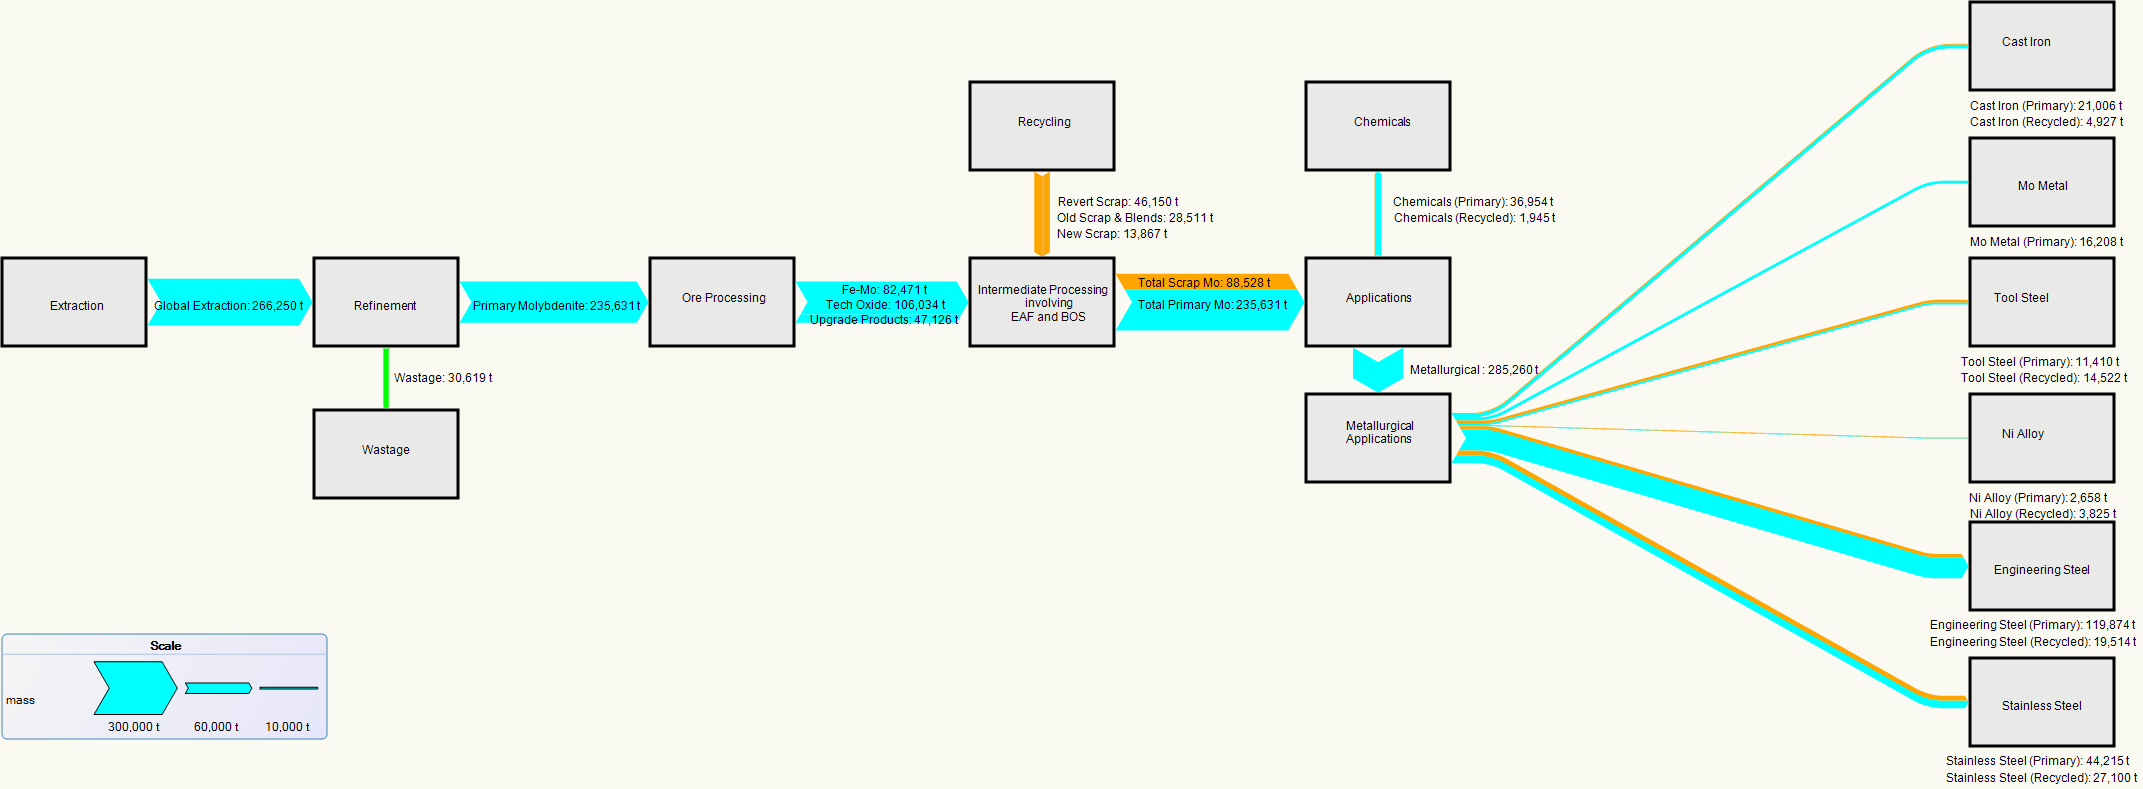 Cast Iron
Cast Iron (Primary): 21,006 t
Cast Iron (Recycled): 4,927 t
Recycling
Chemicals
Mo Metal
Mo Metal (Primary): 16,208 t
Revert Scrap: 46,150 t
Old Scrap & Blends: 28,511 t
New Scrap: 13,867 t
Chemicals (Primary): 36,954 t
Chemicals (Recycled): 1,945 t
Extraction
Global Extraction: 266,250 t
Refinement
Primary Molybdenite: 235,631 t
Ore Processing
Fe-Mo: 82,471 t
Tech Oxide: 106,034 t
Upgrade Products: 47,126 t
Intermediate Processing
involving
EAF and BOS
Total Scrap Mo: 88,528 t
Total Primary Mo: 235,631 t
Applications
Tool Steel
Tool Steel (Primary): 11,410 t
Tool Steel (Recycled): 14,522 t
Wastage: 30,619 t
Wastage
Metallurgical : 285,260 t
Metallurgical
Applications
Ni Alloy
Ni Alloy (Primary): 2,658 t
Ni Alloy (Recycled): 3,825 t
Engineering Steel
Engineering Steel (Primary): 119,874 t
Engineering Steel (Recycled): 19,514 t
Stainless Steel
Stainless Steel (Primary): 44,215 t
Stainless Steel (Recycled): 27,100 t
Scale
mass
300,000 t
60,000 t
10,000 t